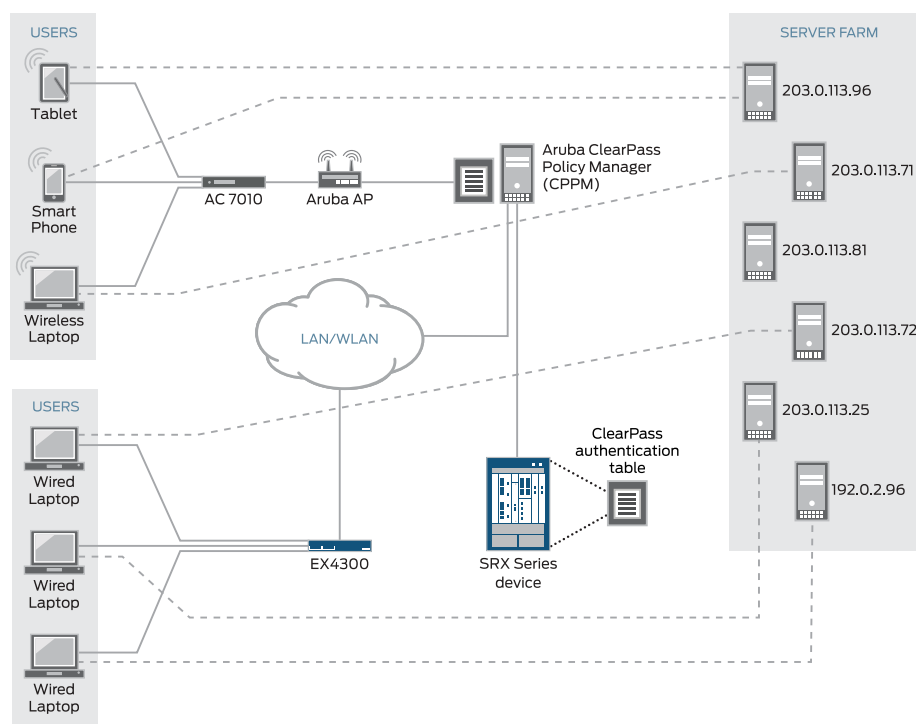 USERS
SERVER FARM
Tablet
203.0.113.96
Smart
Phone
AC 7010
Aruba AP
Aruba ClearPass
Policy Manager
(CPPM)
203.0.113.71
203.0.113.81
Wireless
Laptop
LAN/WLAN
203.0.113.72
USERS
203.0.113.25
Wired
Laptop
ClearPass
authentication
table
192.0.2.96
Wired
Laptop
EX4300
SRX Series
device
Wired
Laptop